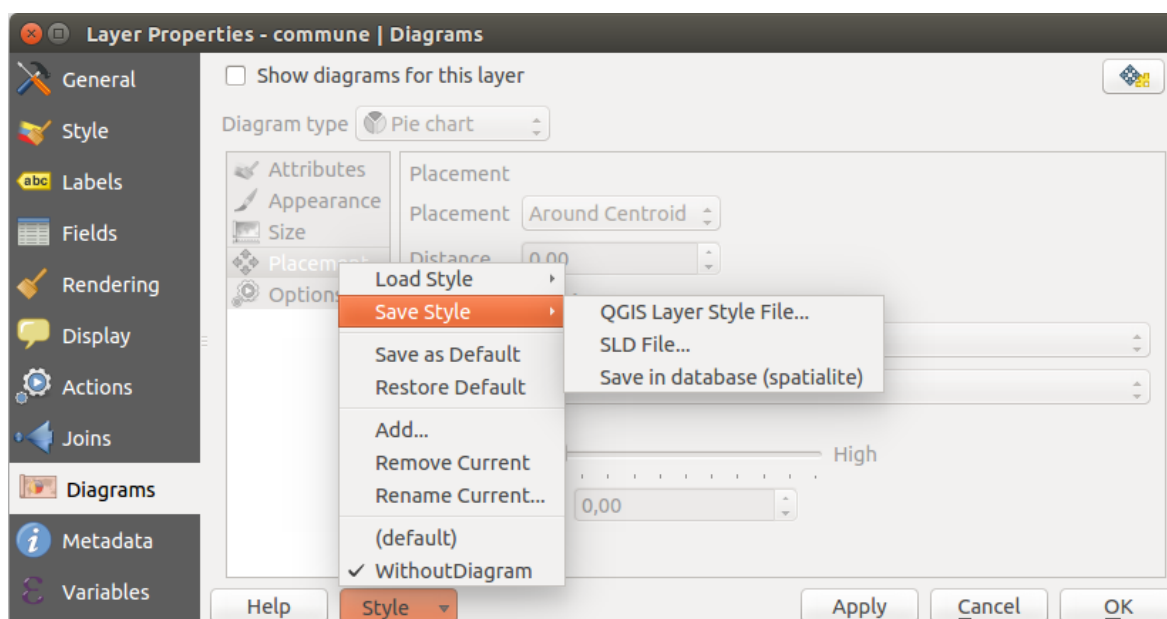 Layer Properties - commune | Diagrams
General
Style
abc Labels
Fields
Rendering
Display
Actions
Joins
Diagrams
Metadata
Variables
Show diagrams for this layer
Diagram type Pie chart
Attributes
Appearance
Size
Placement
Options
Placement
Placement Around Centroid
Distance 0,00
Load Style
Save Style
Save as Default
Restore Default
Add...
Remove Current
Rename Current...
(default)
WithoutDiagram
QGIS Layer Style File...
SLD File...
Save in database (spatialite)
High
0,00
Help
Style
Apply
Cancel
OK